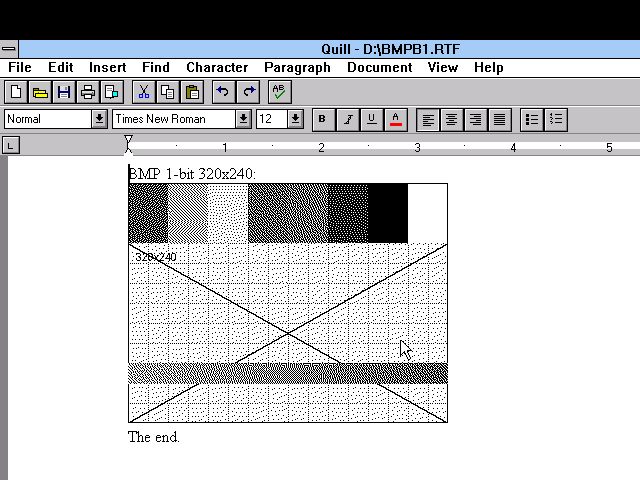 Quill - D:\BMPB1.RTF
File Edit Insert Find Character Paragraph Document View Help
ABC
Normal Times New Roman 12 B I U A
L 1 2 3 4 5
BMP 1-bit 320x240:
320x240
The end.